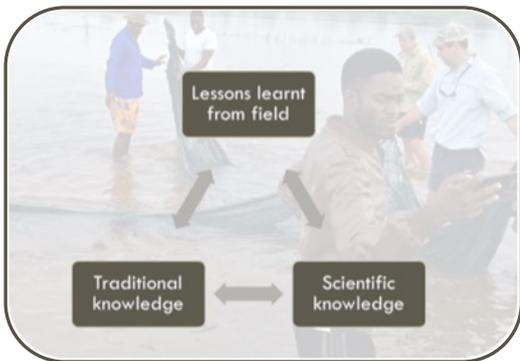 Lessons learnt
from field
Traditional
knowledge
Scientific
knowledge